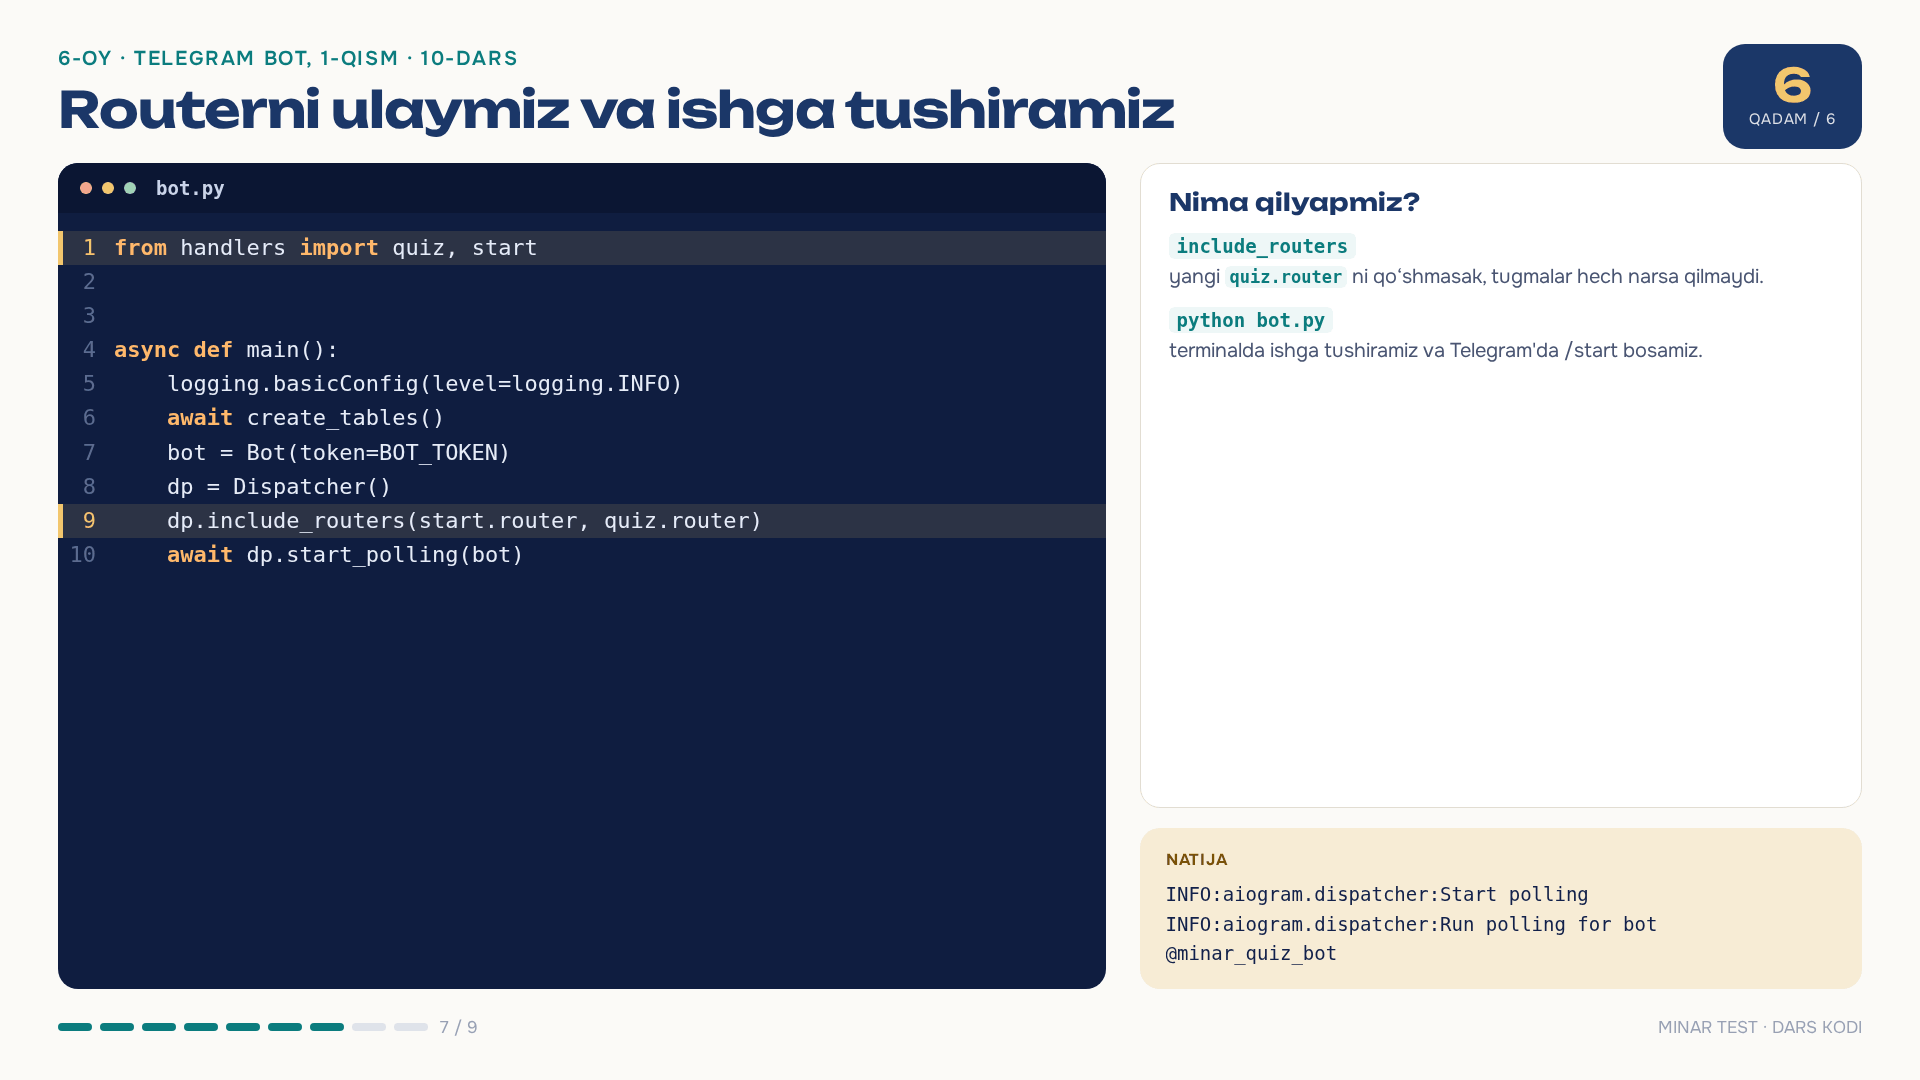 6-OY · TELEGRAM BOT, 1-QISM · 10-DARS
Routerni ulaymiz va ishga tushiramiz
6
QADAM / 6
bot.py
1 from handlers import quiz, start
2
3
4 async def main():
5     logging.basicConfig(level=logging.INFO)
6     await create_tables()
7     bot = Bot(token=BOT_TOKEN)
8     dp = Dispatcher()
9     dp.include_routers(start.router, quiz.router)
10     await dp.start_polling(bot)
Nima qilyapmiz?
include_routers
yangi quiz.router ni qo‘shmasak, tugmalar hech narsa qilmaydi.
python bot.py
terminalda ishga tushiramiz va Telegram'da /start bosamiz.
NATIJA
INFO:aiogram.dispatcher:Start polling
INFO:aiogram.dispatcher:Run polling for bot
@minar_quiz_bot
7 / 9
MINAR TEST · DARS KODI